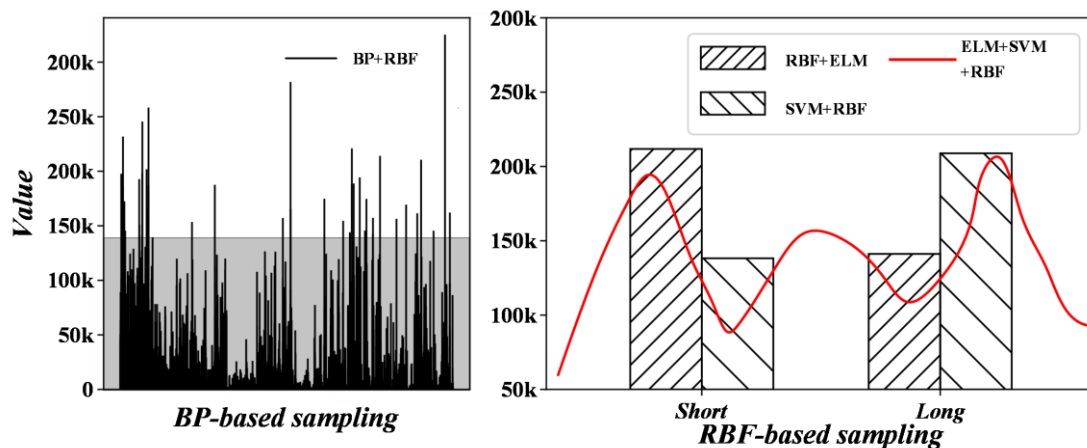 Value
200k
250k
200k
150k
100k
50k
0
BP+RBF
BP-based sampling
200k
250k
200k
150k
100k
50k
RBF+ELM
SVM+RBF
ELM+SVM
+RBF
Short
Long
RBF-based sampling